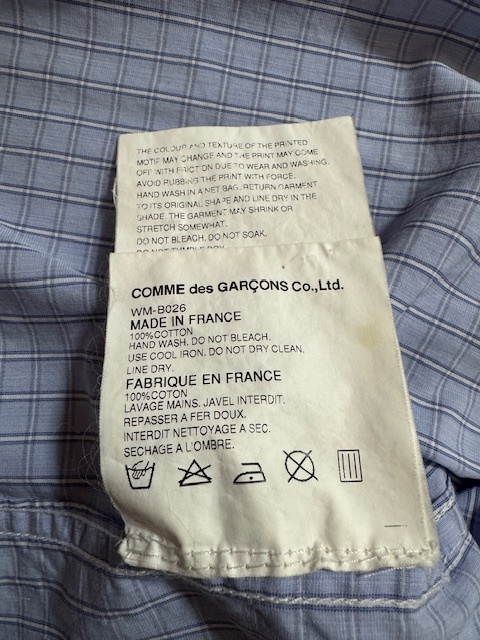 THE COLOUR AND TEXTURE OF THE PRINTED
MOTIF MAY CHANGE AND THE PRINT MAY COME
OFF WITH FRICTION DUE TO WEAR AND WASHING.
AVOID RUBBING THE PRINT WITH FORCE.
HAND WASH IN A NET BAG. RETURN GARMENT
TO ITS ORIGINAL SHAPE AND LINE DRY IN THE
SHADE. THE GARMENT MAY SHRINK OR
STRETCH SOMEWHAT.
DO NOT BLEACH. DO NOT SOAK.
DO NOT TUMBLE DRY.
COMME des GARÇONS Co.,Ltd.
WM-B026
MADE IN FRANCE
100%COTTON
HAND WASH. DO NOT BLEACH.
USE COOL IRON. DO NOT DRY CLEAN.
LINE DRY.
FABRIQUE EN FRANCE
100%COTON
LAVAGE MAINS. JAVEL INTERDIT.
REPASSER A FER DOUX.
INTERDIT NETTOYAGE A SEC.
SECHAGE A L'OMBRE.